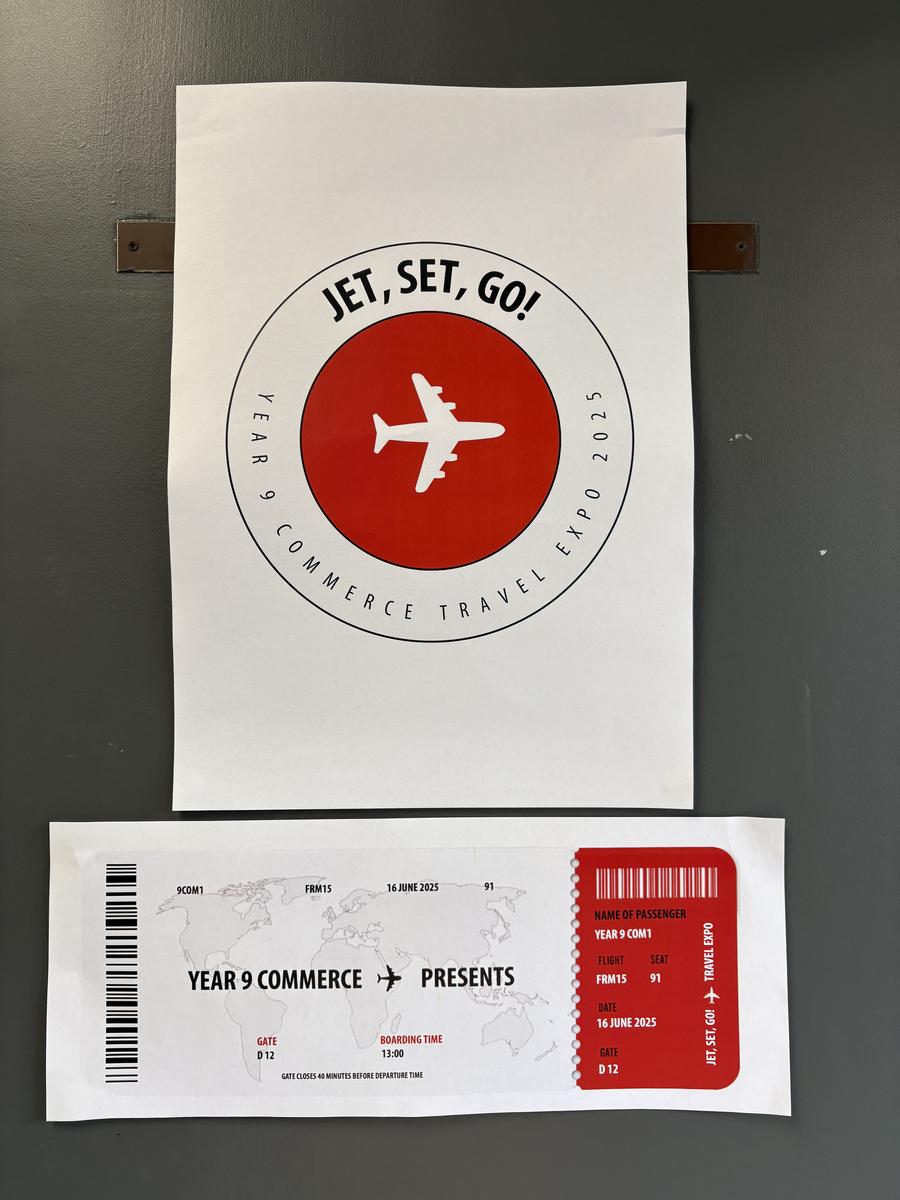 JET, SET, GO!
YEAR 9 COMMERCE TRAVEL EXPO 2025
9COM1 FRM15 16 JUNE 2025 91
YEAR 9 COMMERCE PRESENTS
GATE BOARDING TIME
D 12 13:00
GATE CLOSES 40 MINUTES BEFORE DEPARTURE TIME
NAME OF PASSENGER
YEAR 9 COM1
FLIGHT SEAT
FRM15 91
DATE
16 JUNE 2025
GATE
D 12
JET, SET, GO! TRAVEL EXPO